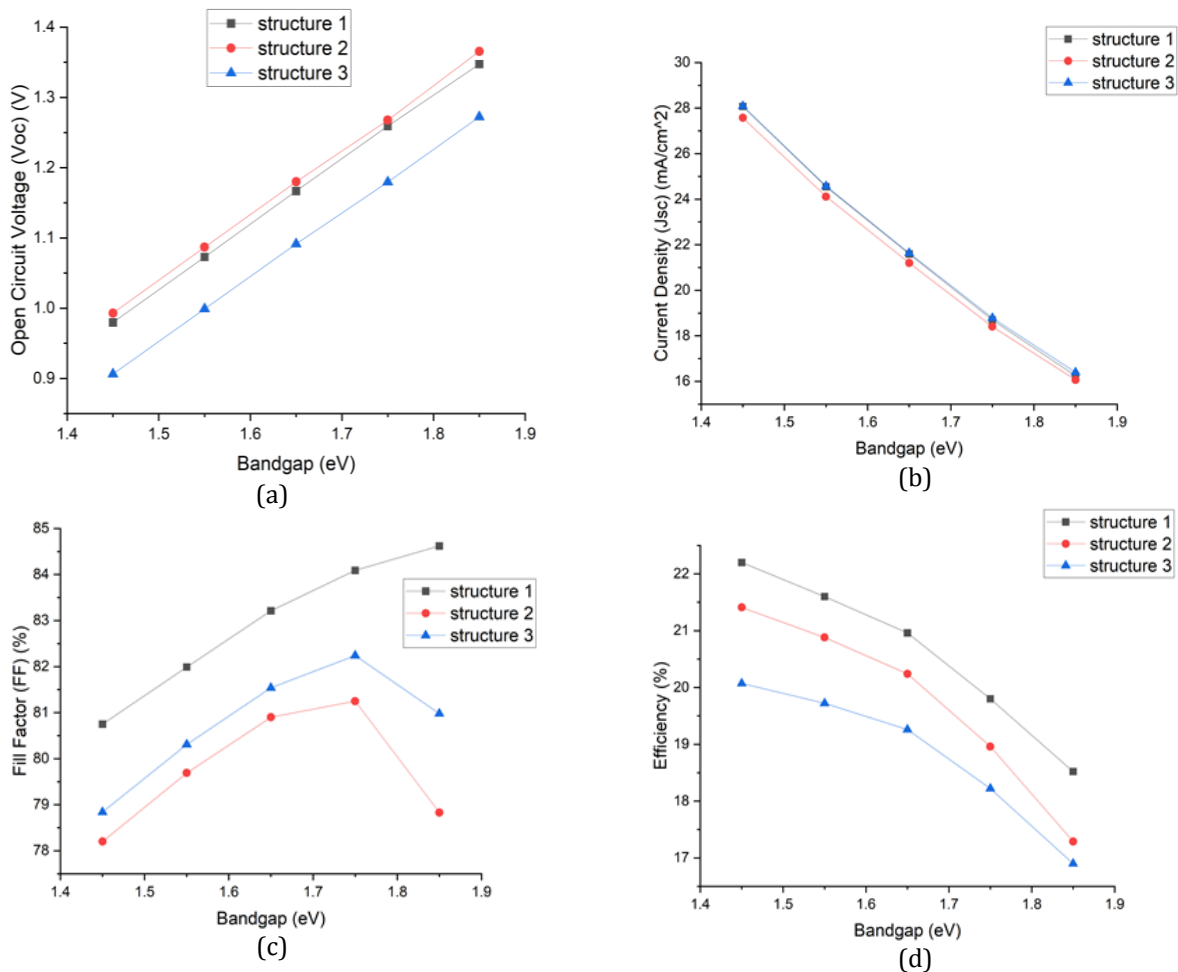 structure 1
structure 2
structure 3
Open Circuit Voltage (Voc) (V)
1.4
1.3
1.2
1.1
1.0
0.9
1.4 1.5 1.6 1.7 1.8 1.9
Bandgap (eV)
(a)
structure 1
structure 2
structure 3
Current Density (Jsc) (mA/cm^2)
30
28
26
24
22
20
18
16
1.4 1.5 1.6 1.7 1.8 1.9
Bandgap (eV)
(b)
structure 1
structure 2
structure 3
Fill Factor (FF) (%)
85
84
83
82
81
80
79
78
1.4 1.5 1.6 1.7 1.8 1.9
Bandgap (eV)
(c)
structure 1
structure 2
structure 3
Efficiency (%)
22
21
20
19
18
17
1.4 1.5 1.6 1.7 1.8 1.9
Bandgap (eV)
(d)